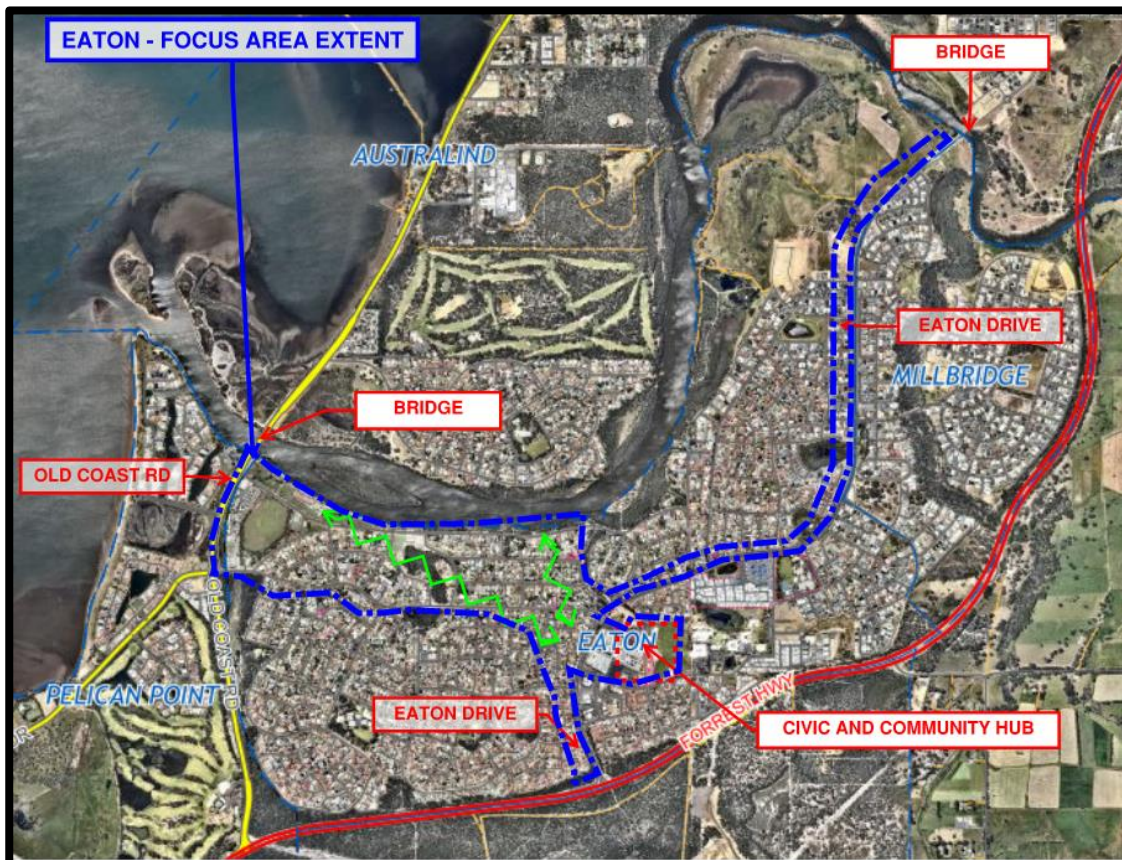 EATON - FOCUS AREA EXTENT
BRIDGE
AUSTRALIND
EATON DRIVE
MILLBRIDGE
BRIDGE
OLD COAST RD
OLD COAST RD
EATON
PELICAN POINT
EATON DRIVE
FORREST HWY
CIVIC AND COMMUNITY HUB